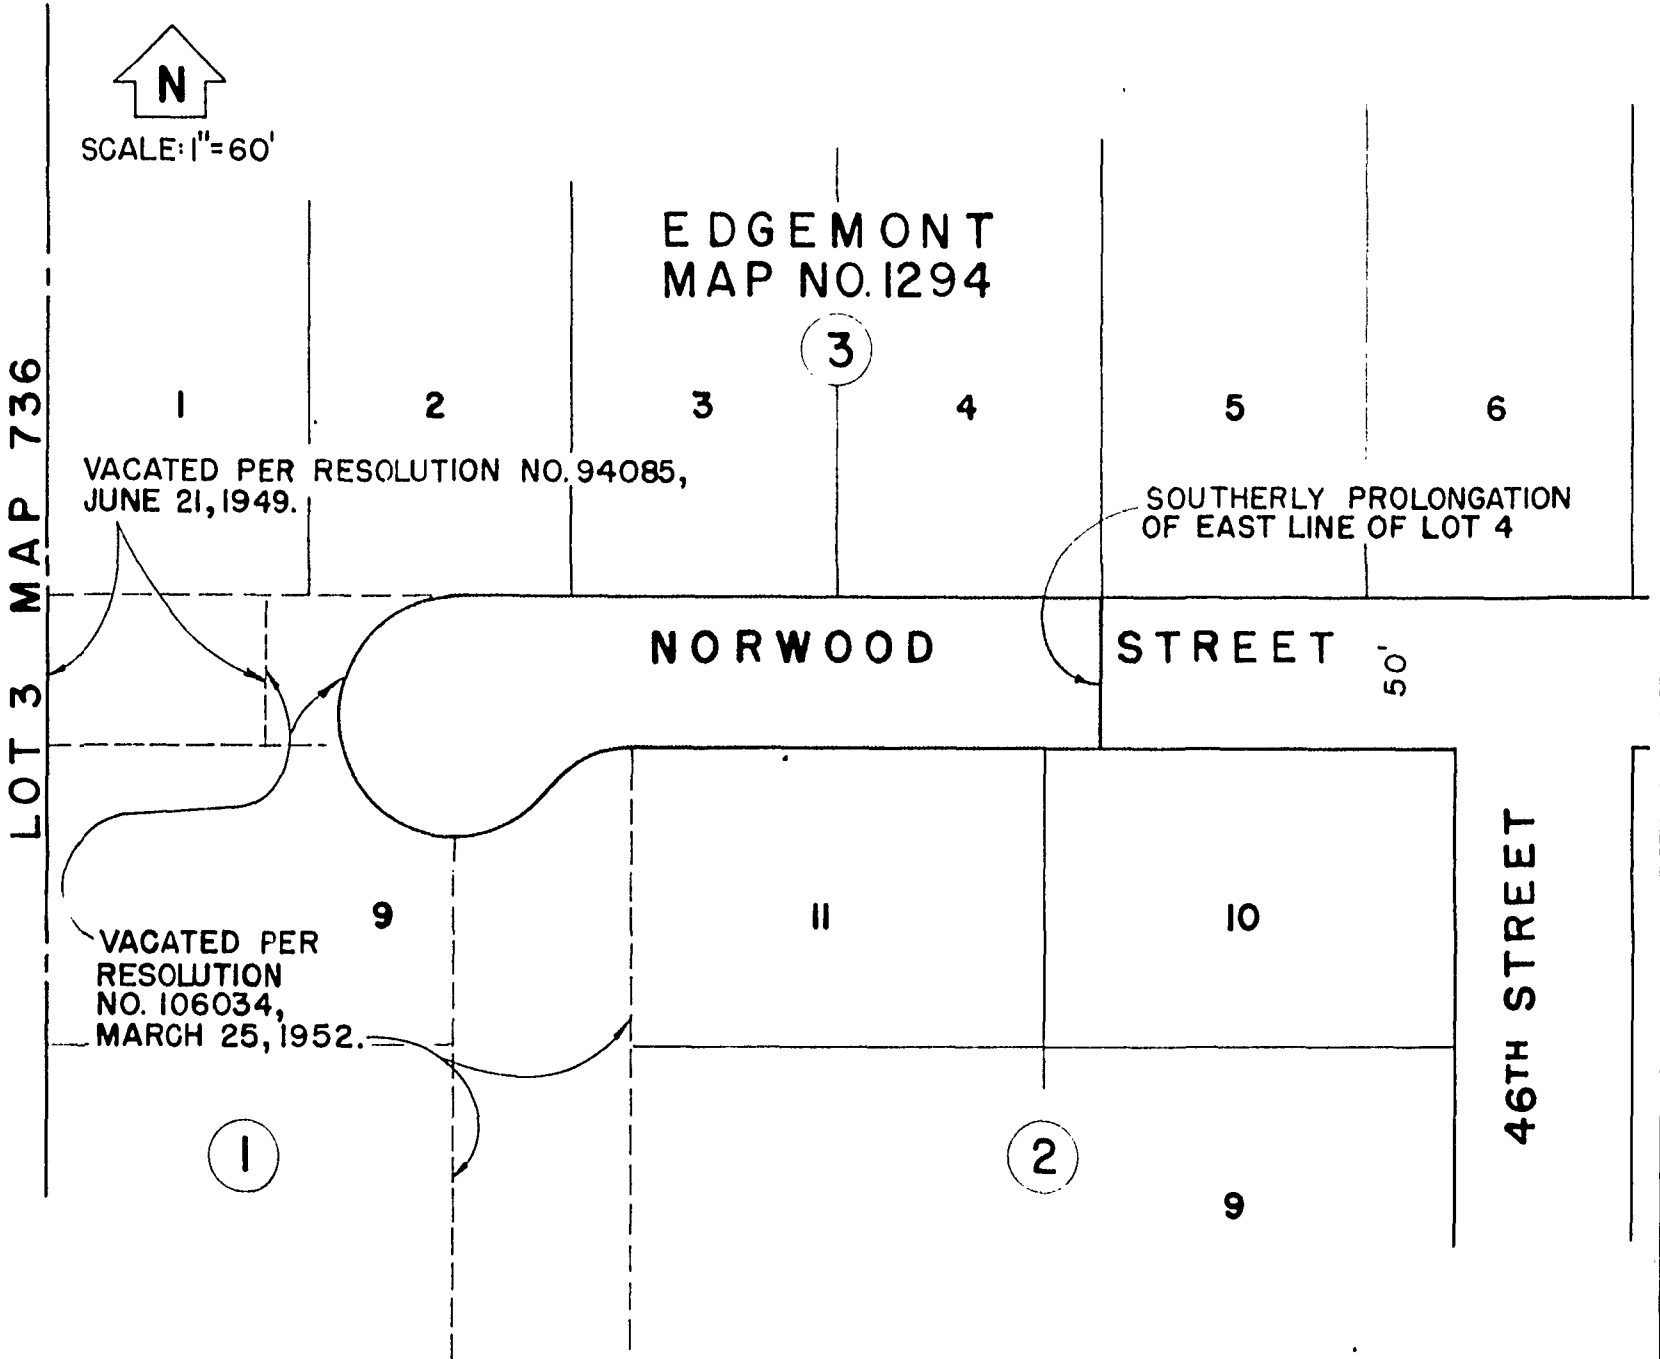 N
SCALE: 1"=60'
EDGEMONT
MAP NO. 1294
3
1 2 3 4 5 6
LOT 3 MAP 736
VACATED PER RESOLUTION NO. 94085,
JUNE 21, 1949.
SOUTHERLY PROLONGATION
OF EAST LINE OF LOT 4
NORWOOD STREET
50'
9 11 10
VACATED PER
RESOLUTION
NO. 106034,
MARCH 25, 1952.
46TH STREET
1 2
9